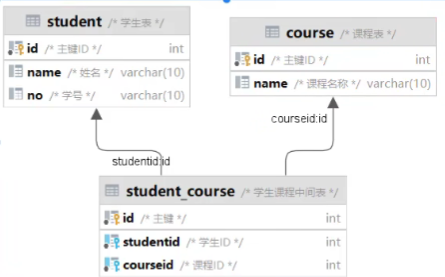 student /* 学生表 */
id /* 主键ID */ int
name /* 姓名 */ varchar(10)
no /* 学号 */ varchar(10)
course /* 课程表 */
id /* 主键ID */ int
name /* 课程名称 */ varchar(10)
courseid:id
studentid:id
student_course /* 学生课程中间表 */
id /* 主键 */ int
studentid /* 学生ID */ int
courseid /* 课程ID */ int